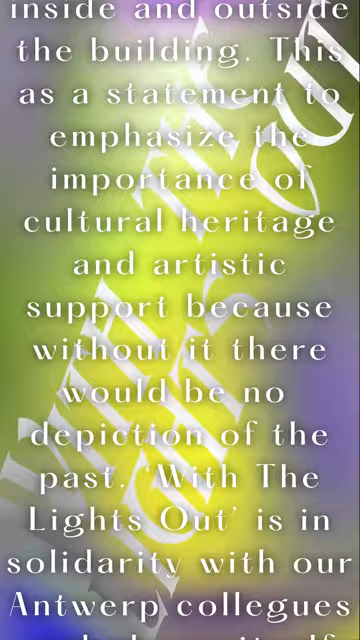 inside and outside
the building. This
as a statement to
emphasize the
importance of
cultural heritage
and artistic
support because
without it there
would be no
depiction of the
past. ‘With The
Lights Out’ is in
solidarity with our
Antwerp collegues